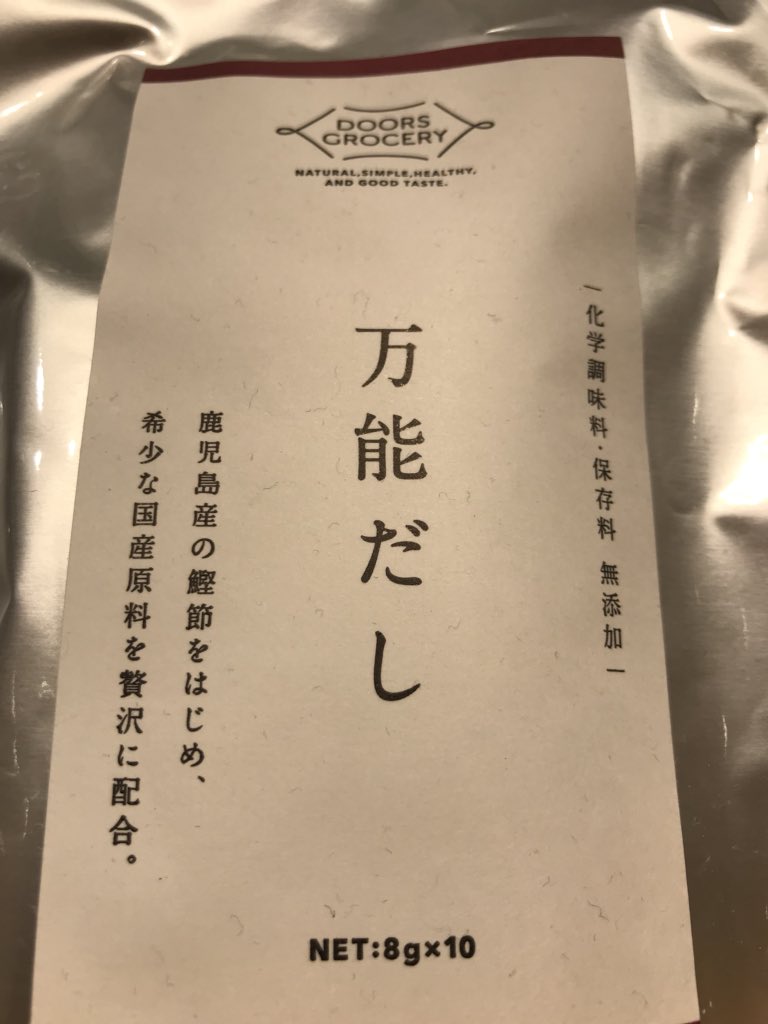 DOORS
GROCERY
NATURAL,SIMPLE,HEALTHY,
AND GOOD TASTE.
―化学調味料・保存料 無添加―
万能だし
鹿児島産の鰹節をはじめ、
希少な国産原料を贅沢に配合。
NET:8g×10